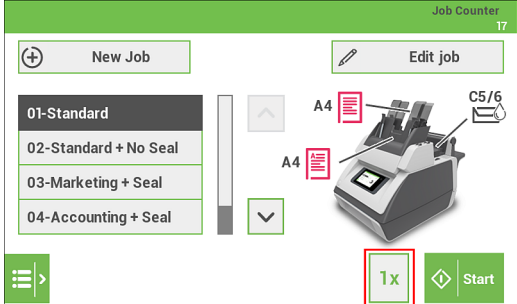 Job Counter
17
New Job
Edit job
01-Standard
02-Standard + No Seal
03-Marketing + Seal
04-Accounting + Seal
A4
C5/6
A4
A
1x
Start